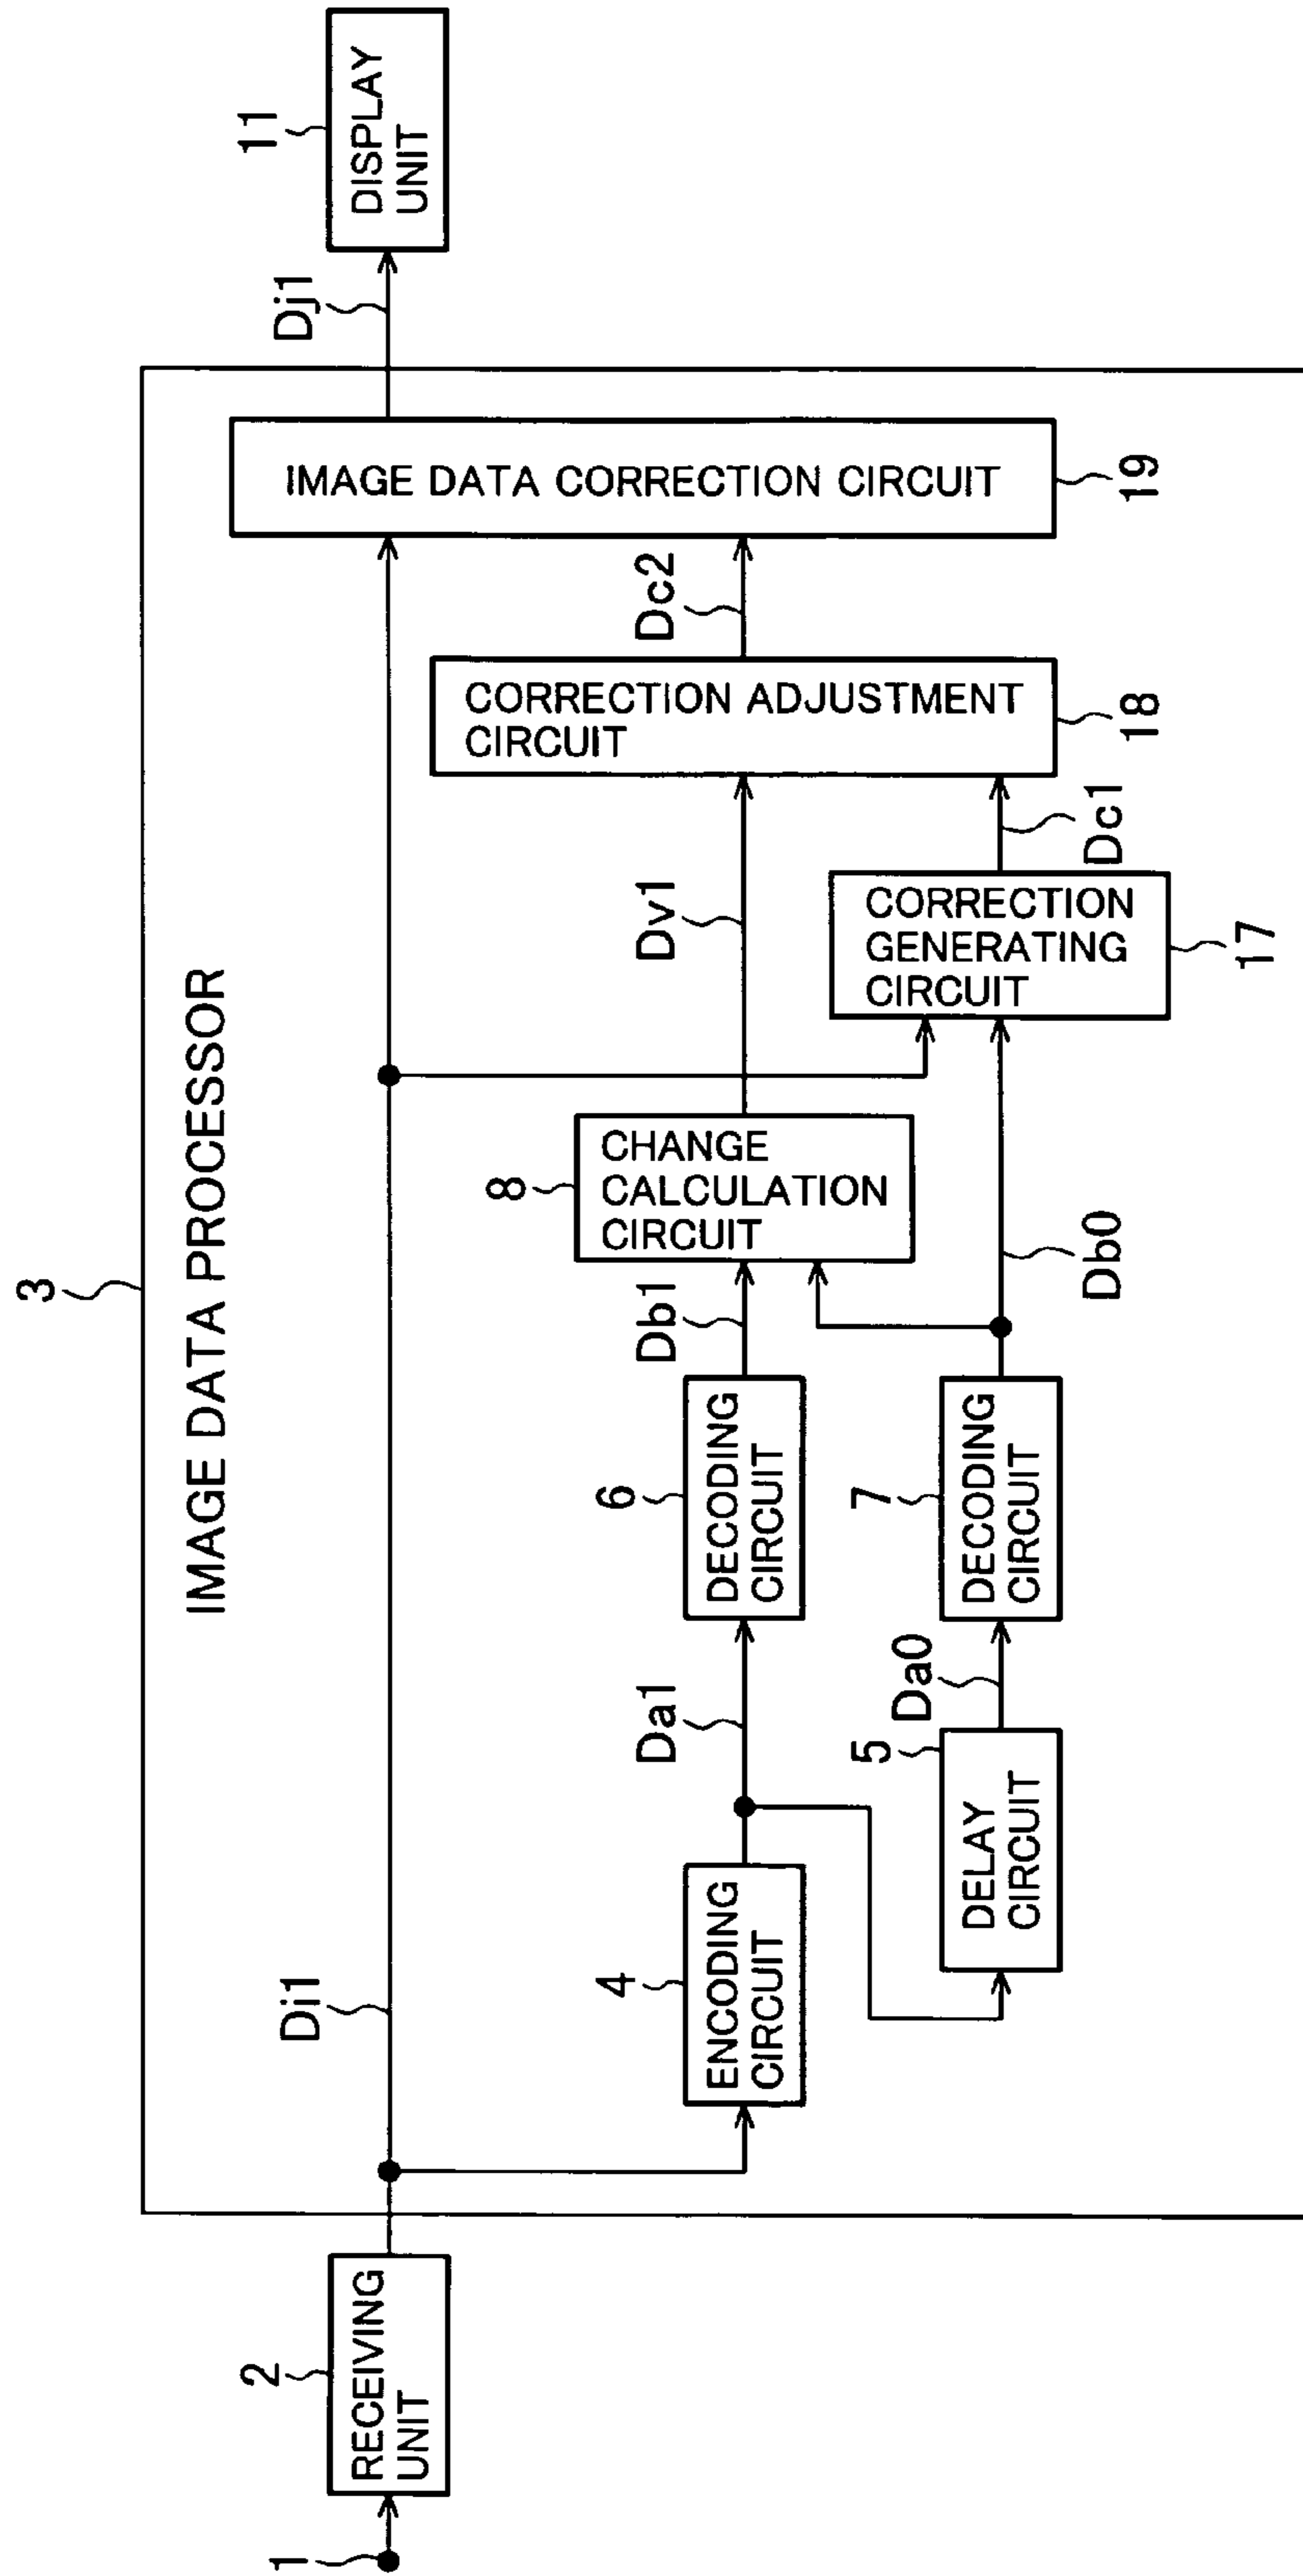 3
IMAGE DATA PROCESSOR
1
2
RECEIVING
UNIT
Di1
4
ENCODING
CIRCUIT
Da1
5
DELAY
CIRCUIT
Da0
6
DECODING
CIRCUIT
7
DECODING
CIRCUIT
Db1
Db0
8
CHANGE
CALCULATION
CIRCUIT
Dv1
CORRECTION
GENERATING
CIRCUIT
17
Dc1
CORRECTION ADJUSTMENT
CIRCUIT
18
Dc2
IMAGE DATA CORRECTION CIRCUIT
19
Dj1
11
DISPLAY
UNIT